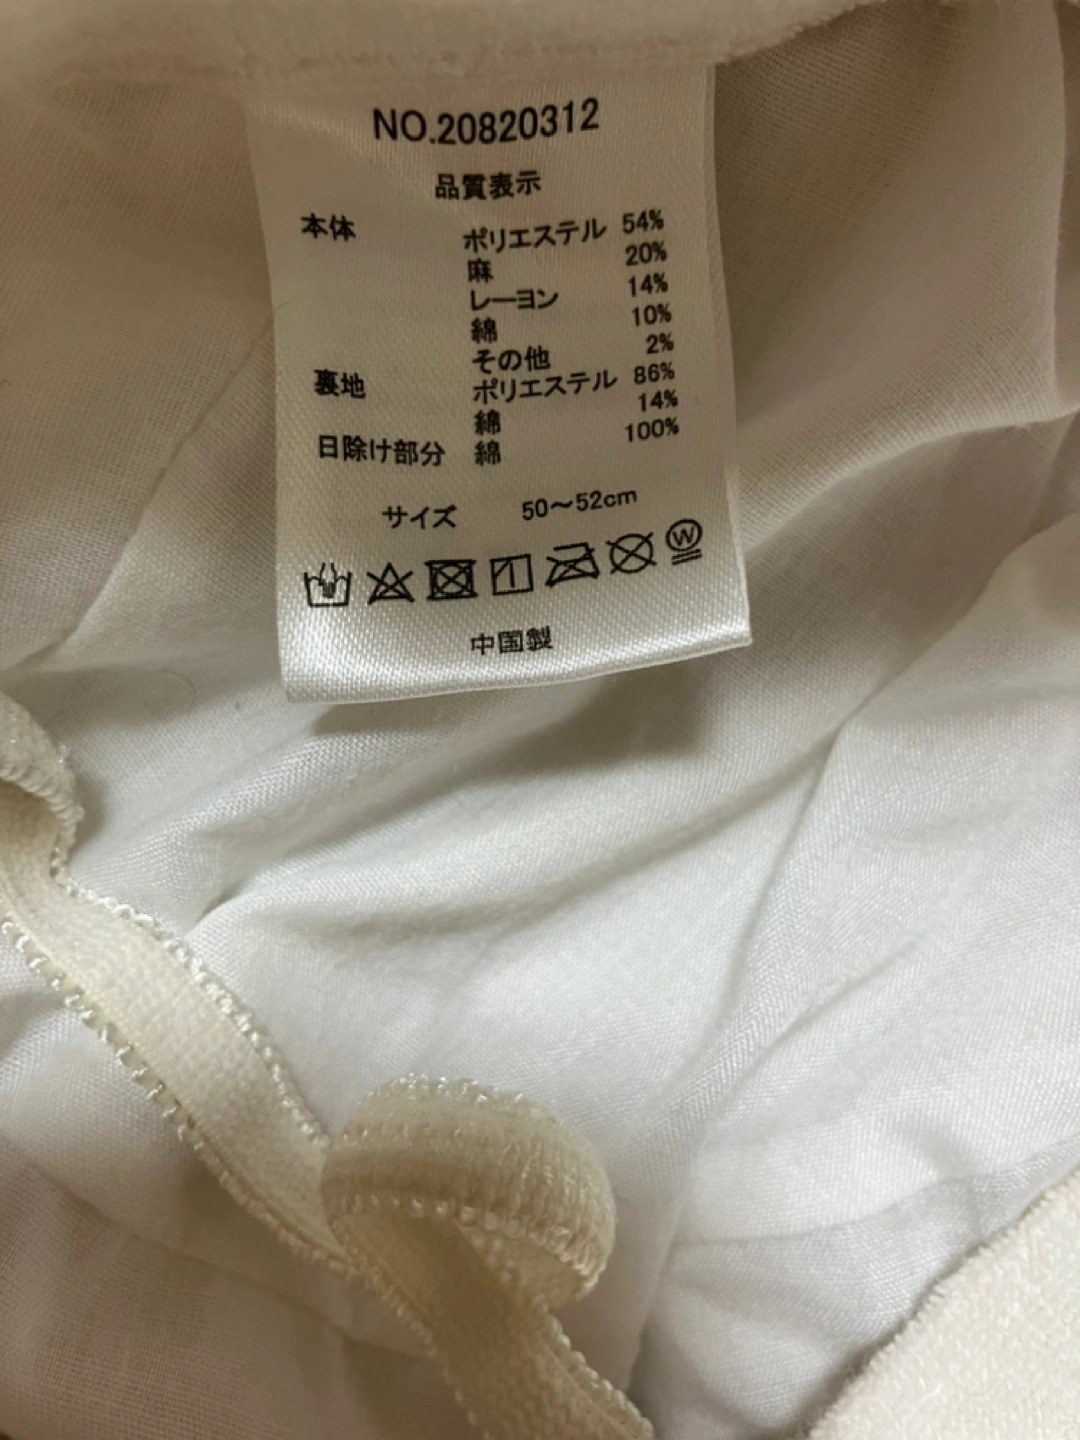 NO.20820312
品質表示
本体 ポリエステル 54%
麻 20%
レーヨン 14%
綿 10%
その他 2%
裏地 ポリエステル 86%
綿 14%
日除け部分 綿 100%
サイズ 50～52cm
W
中国製